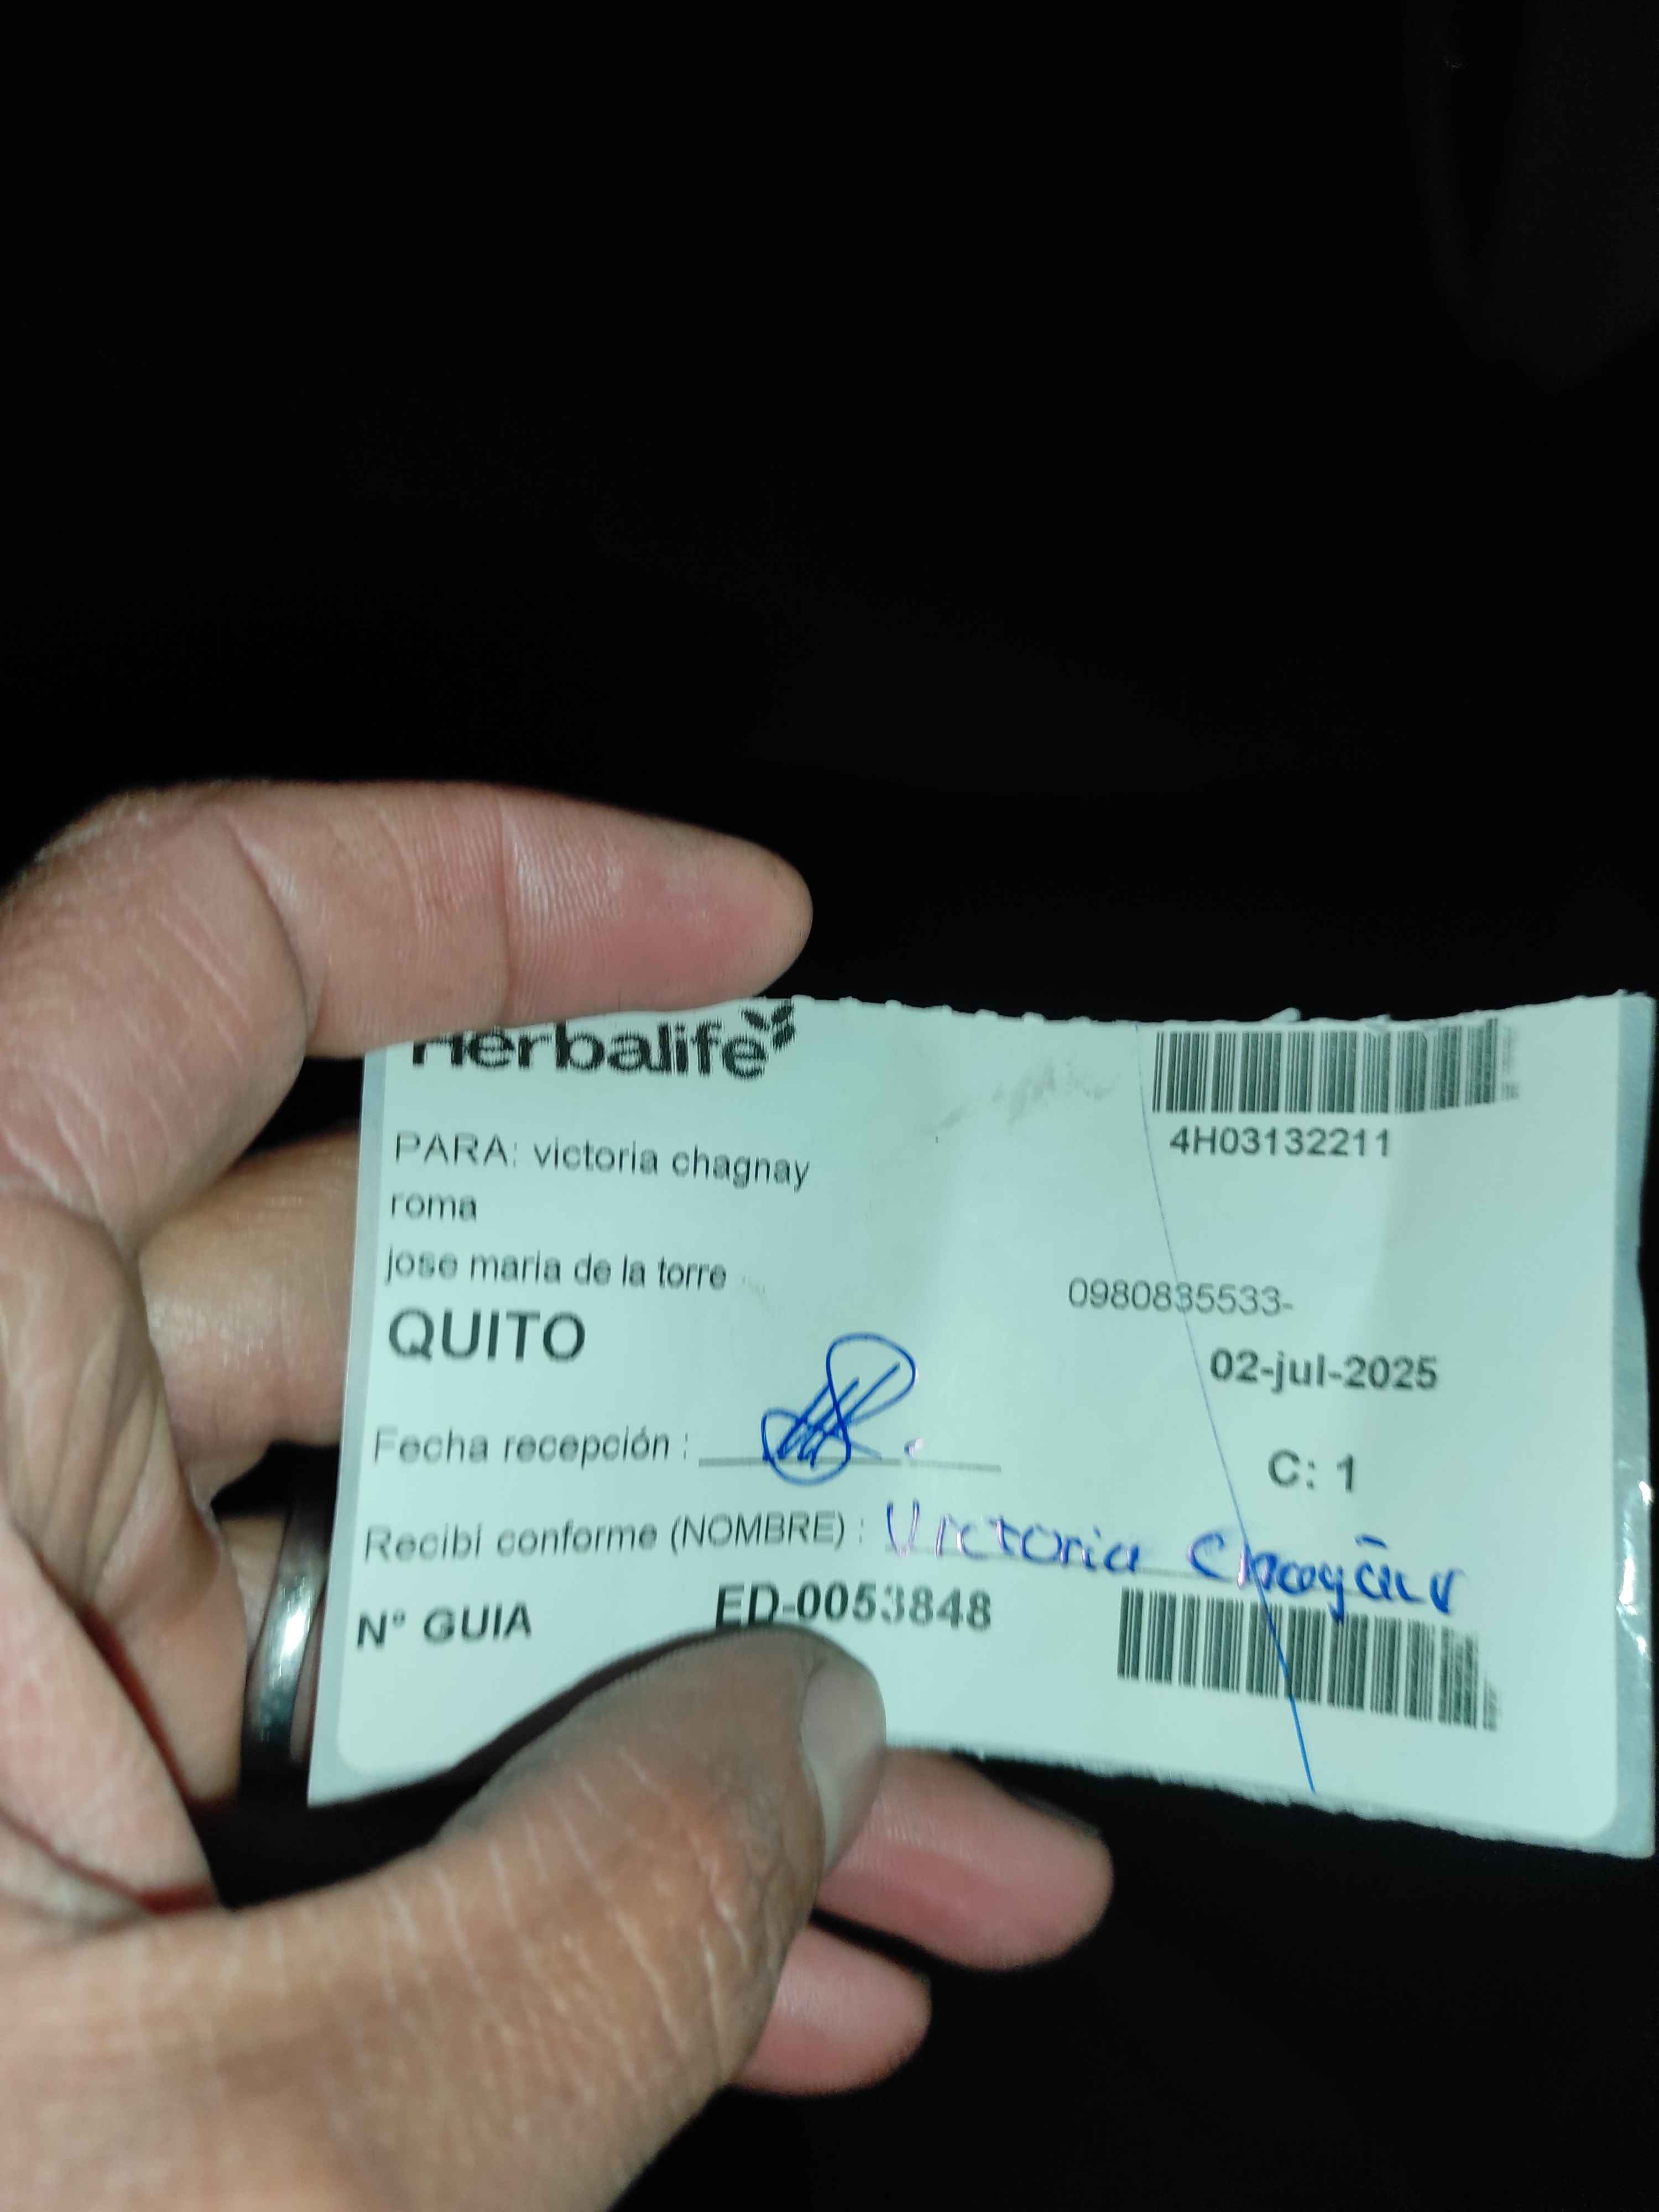 Herbalife
4H03132211
PARA: victoria chagnay
roma
jose maria de la torre
0980835533-
QUITO
02-jul-2025
Fecha recepción :
C: 1
Recibí conforme (NOMBRE) : Victoria
Nº GUIA ED-0053848